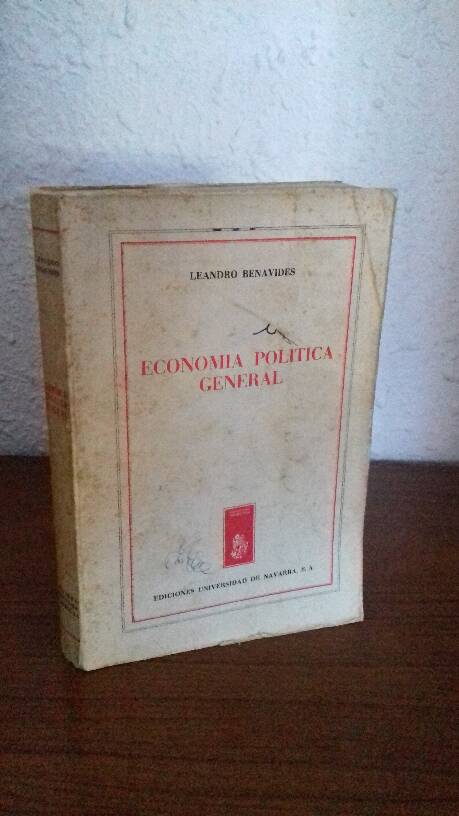 LEANDRO BENAVIDES
ECONOMIA POLITICA
GENERAL
EDICIONES UNIVERSIDAD DE NAVARRA, S. A.